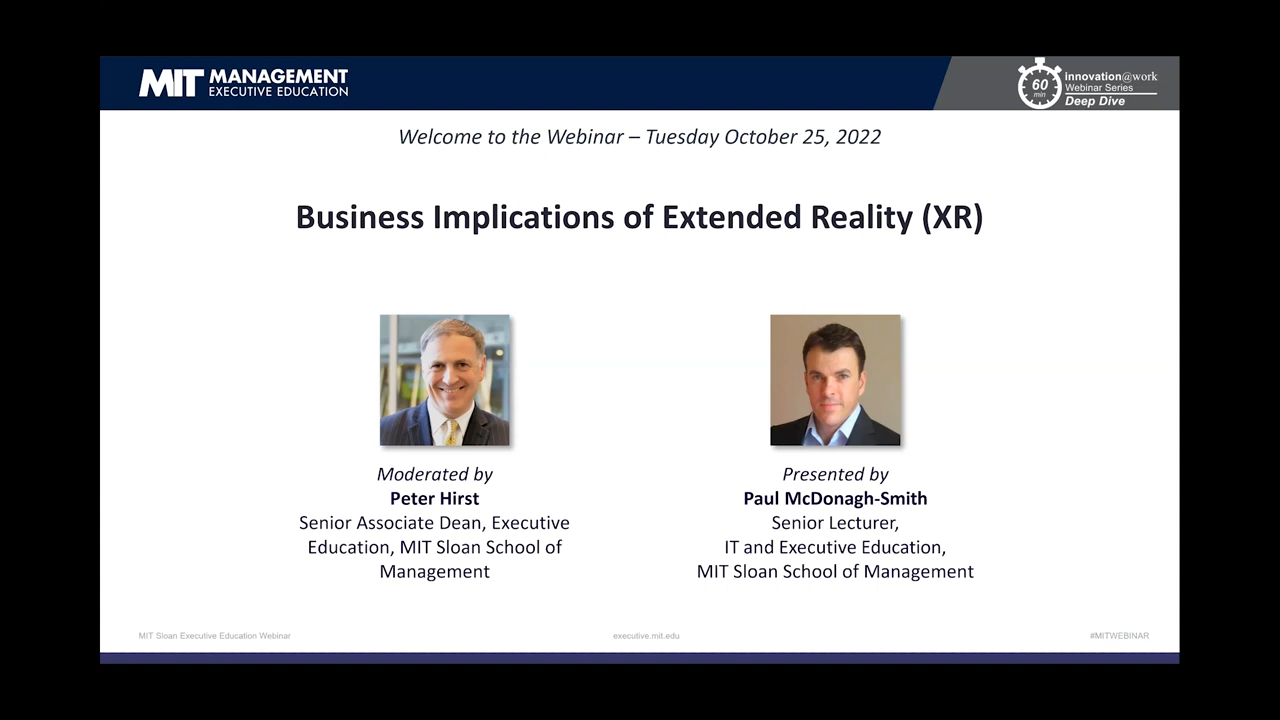 MIT MANAGEMENT
EXECUTIVE EDUCATION
60
min
innovation@work
Webinar Series
Deep Dive
Welcome to the Webinar – Tuesday October 25, 2022
Business Implications of Extended Reality (XR)
Moderated by
Peter Hirst
Senior Associate Dean, Executive
Education, MIT Sloan School of
Management
Presented by
Paul McDonagh-Smith
Senior Lecturer,
IT and Executive Education,
MIT Sloan School of Management
MIT Sloan Executive Education Webinar
executive.mit.edu
#MITWEBINAR